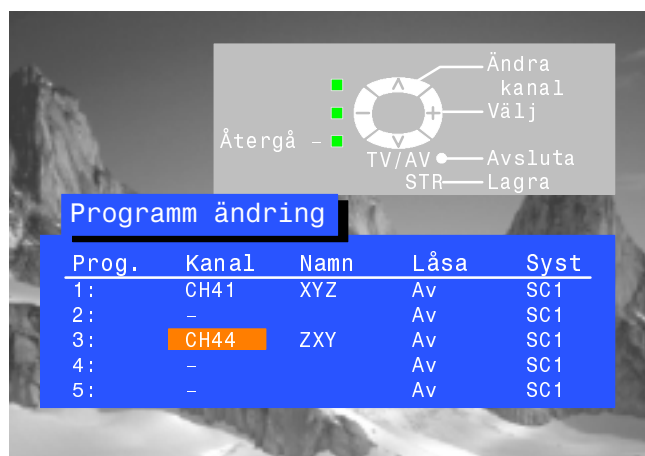 Ändra
kanal
Välj
Återgå –
TV/AV
Avsluta
STR
Lagra
Programm ändring
Prog. Kanal Namn Låsa Syst
1: CH41 XYZ Av SC1
2: – Av SC1
3: CH44 ZXY Av SC1
4: – Av SC1
5: – Av SC1